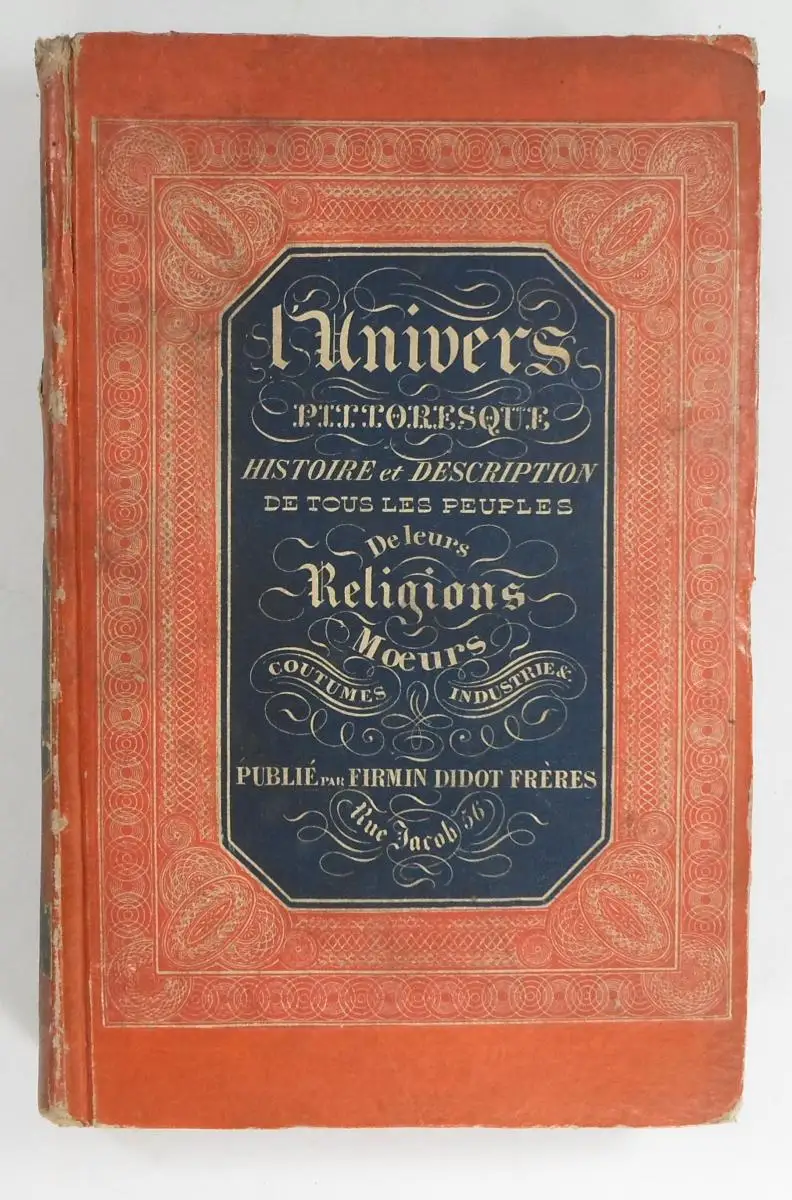 l'Univers
PITTORESQUE
HISTOIRE et DESCRIPTION
DE TOUS LES PEUPLES
De leurs
Religions
Mœurs
COUTUMES INDUSTRIE &
PUBLIÉ PAR FIRMIN DIDOT FRÈRES
Rue Jacob 56